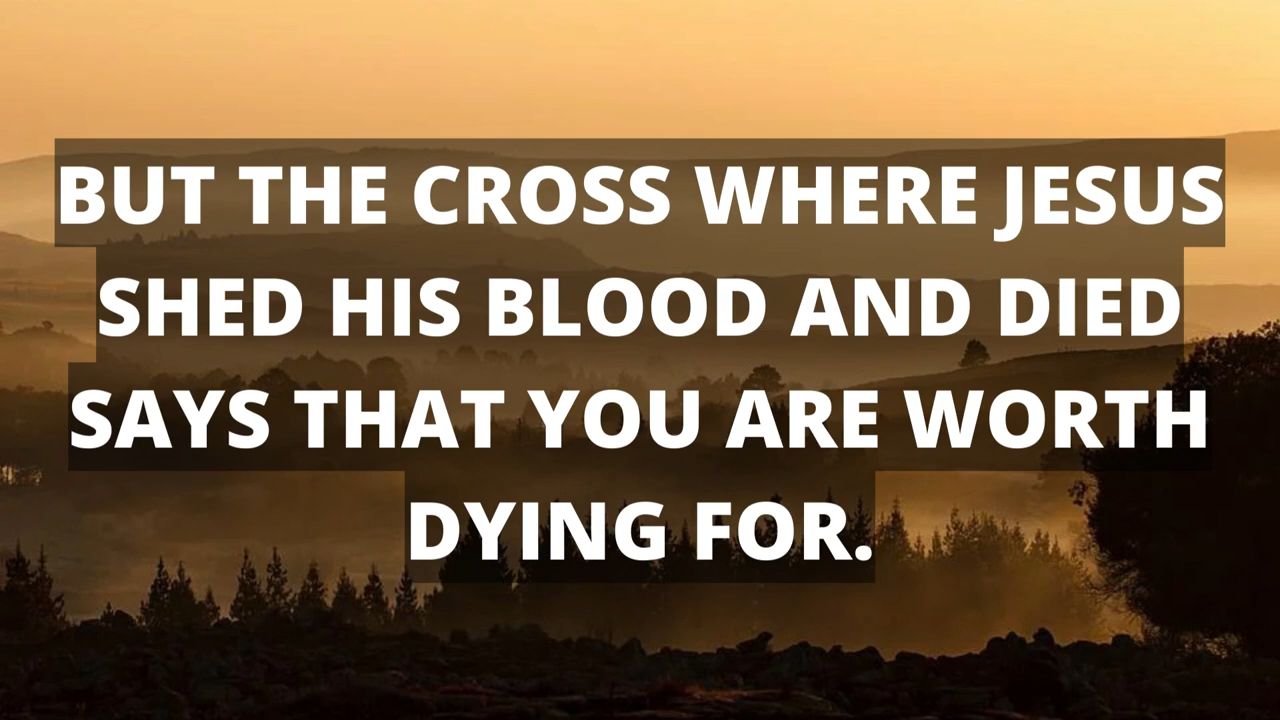 BUT THE CROSS WHERE JESUS
SHED HIS BLOOD AND DIED
SAYS THAT YOU ARE WORTH
DYING FOR.